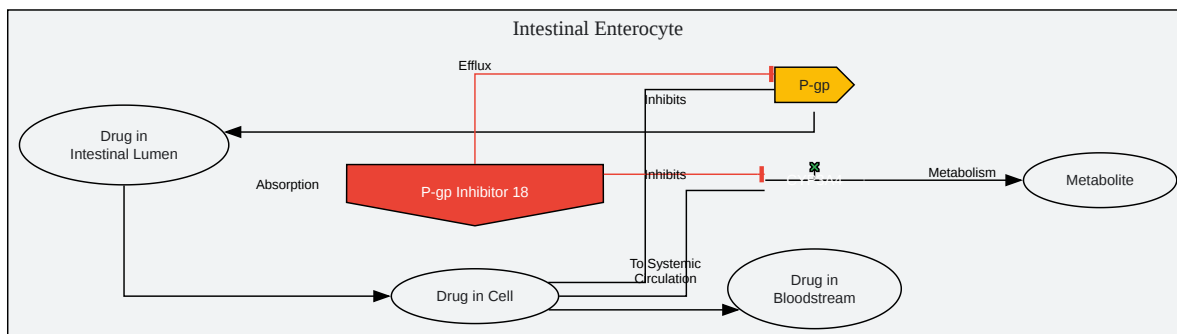 Intestinal Enterocyte
Efflux
P-gp
Inhibits
Drug in
Intestinal Lumen
Absorption
P-gp Inhibitor 18
Inhibits
Metabolism
Metabolite
To Systemic
Circulation
Drug in Cell
Drug in
Bloodstream